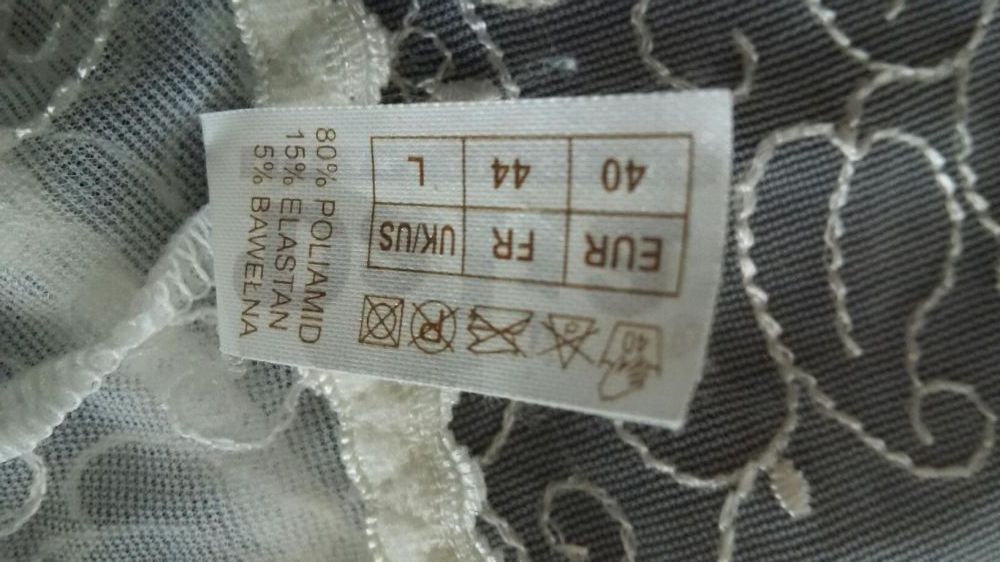 EUR 40
FR 44
UK/US L
40
80% POLIAMID
15% ELASTAN
5% BAWEŁNA